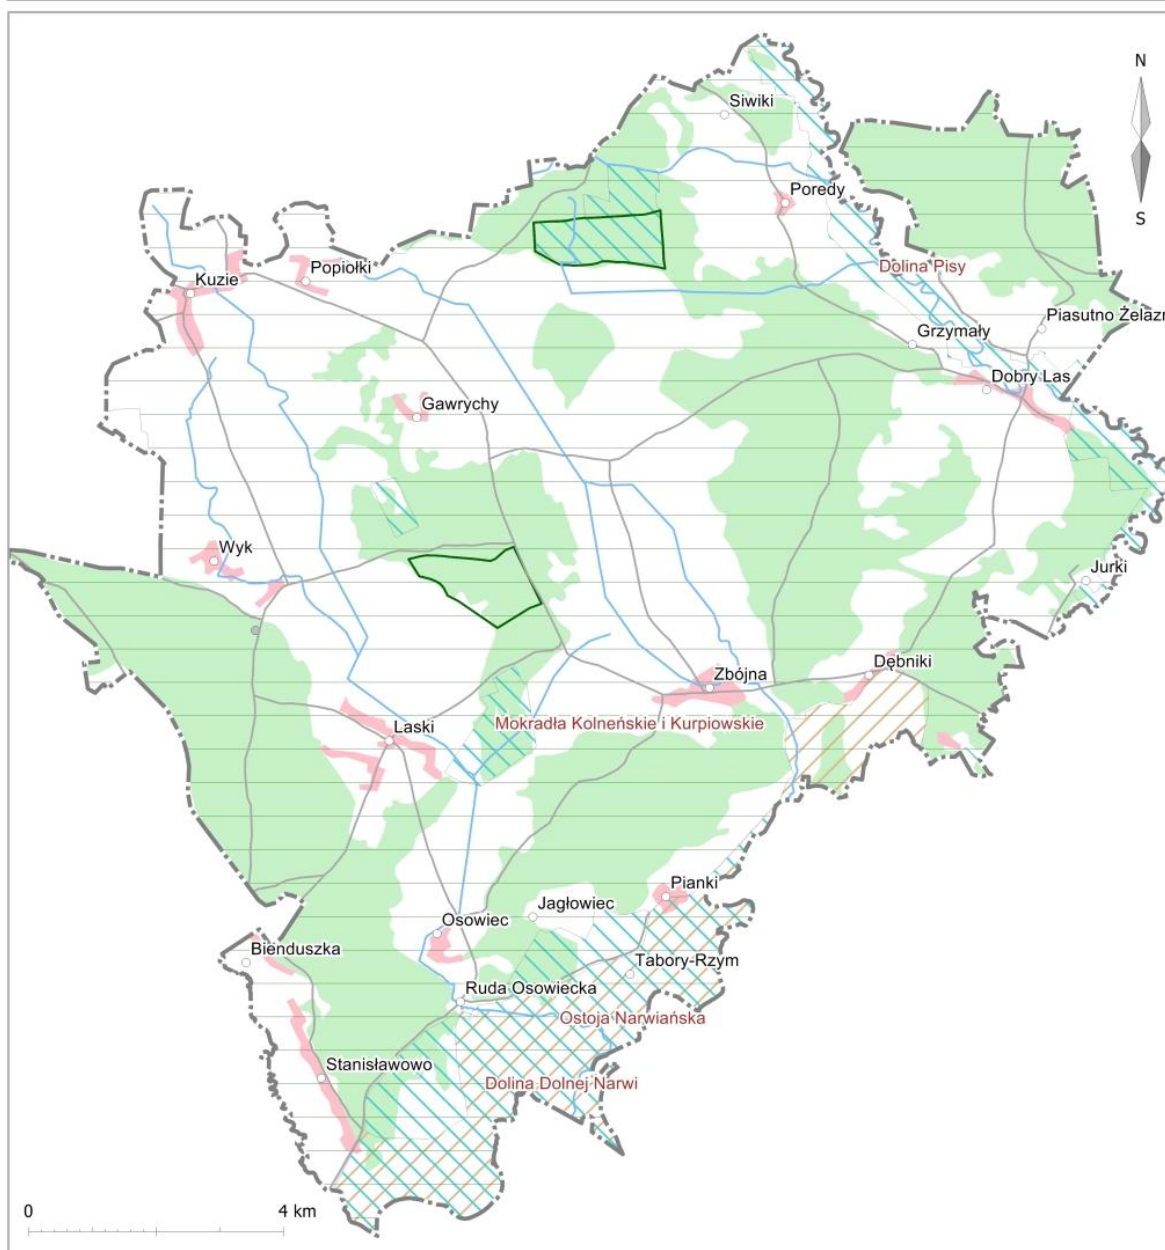 N
Siwiki
Poredy
S
Dolina Pisy
Popiołki
Kuzie
Piasutno Żelazn
Grzymały
Dobry Las
Gawrychy
Wyk
Jurki
Dębniki
Zbójna
Mokradła Kolneńskie i Kurpiowskie
Laski
Pianki
Jagłowiec
Osowiec
Bienduszka
Tabory-Rzym
Ruda Osowiecka
Ostoja Narwiańska
Stanisławowo
Dolina Dolnej Narwi
0 4 km